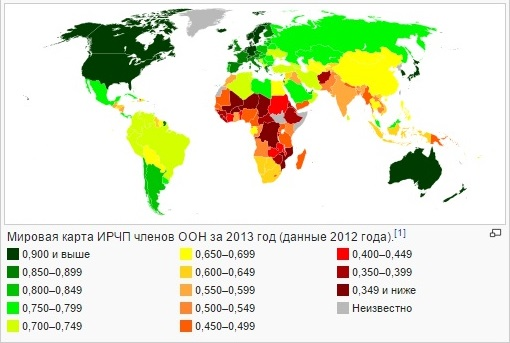 Мировая карта ИРЧП членов ООН за 2013 год (данные 2012 года).[1]
0,900 и выше
0,850–0,899
0,800–0,849
0,750–0,799
0,700–0,749
0,650–0,699
0,600–0,649
0,550–0,599
0,500–0,549
0,450–0,499
0,400–0,449
0,350–0,399
0,349 и ниже
Неизвестно